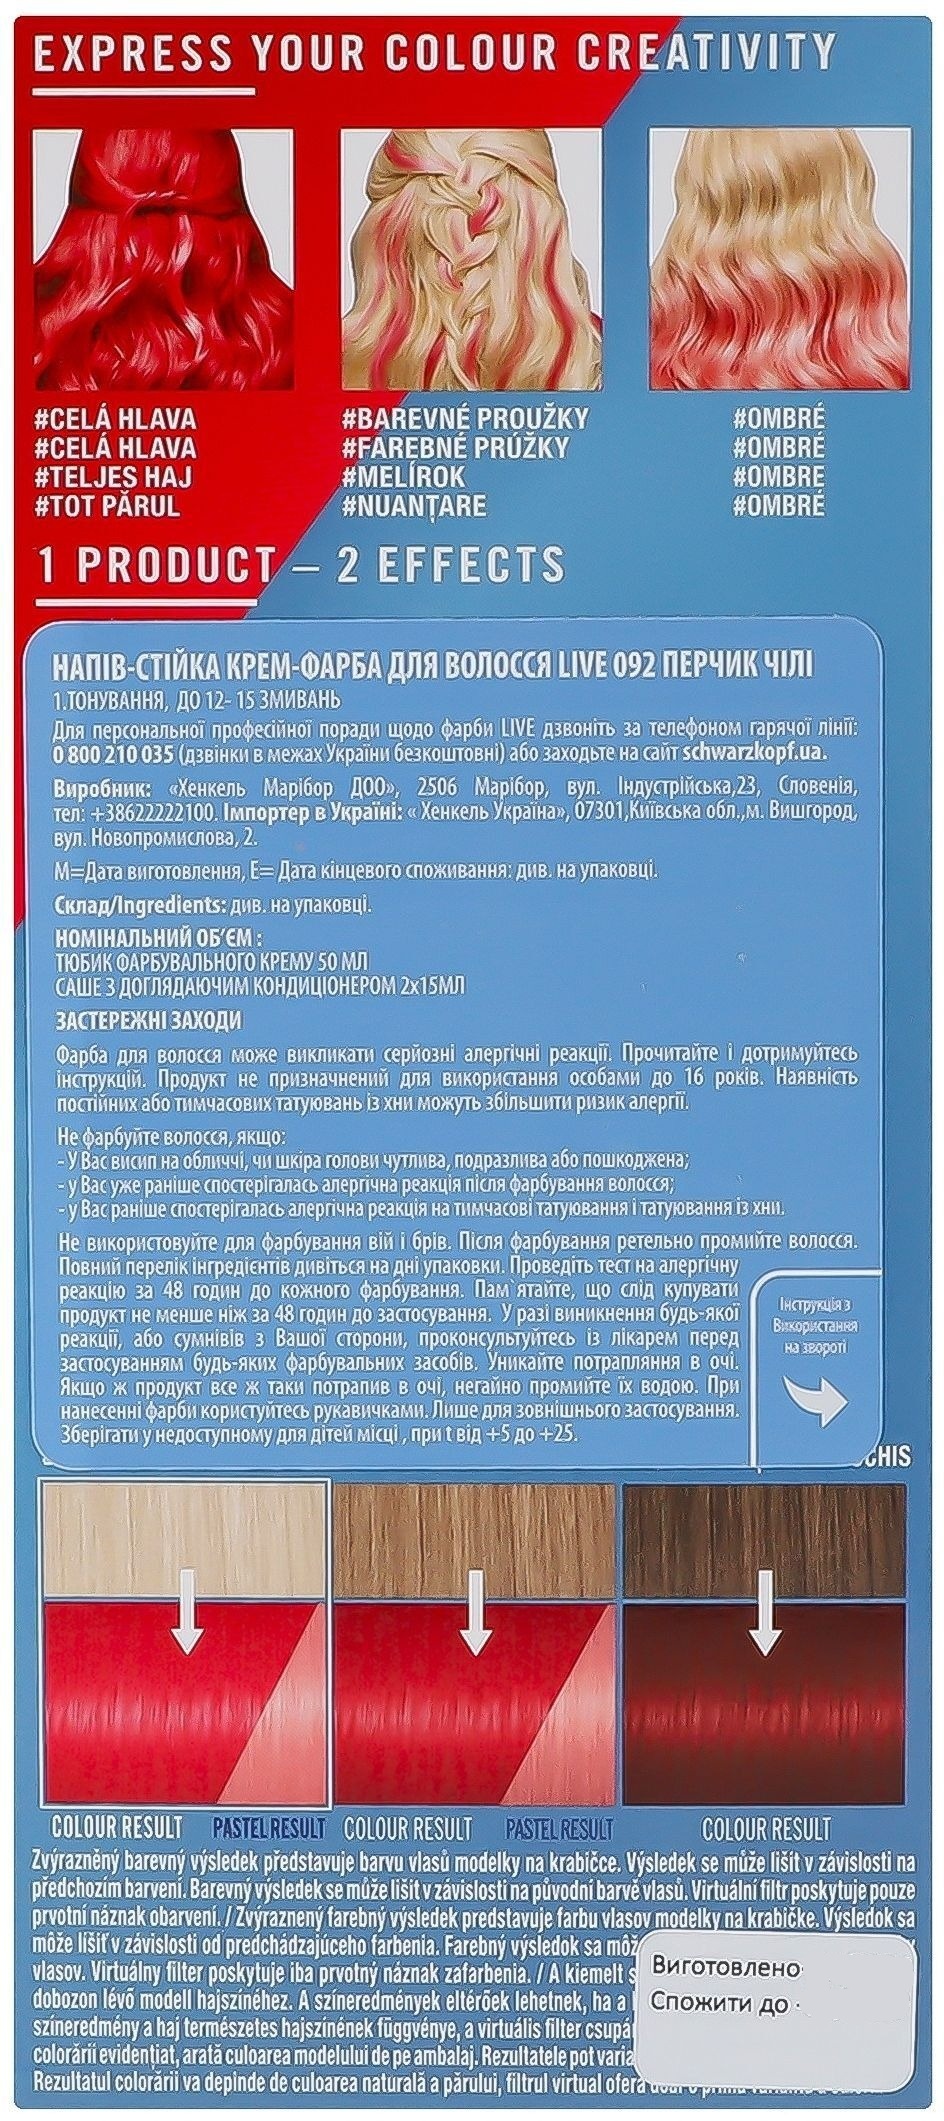 EXPRESS YOUR COLOUR CREATIVITY
#CELÁ HLAVA
#CELÁ HLAVA
#TELJES HAJ
#TOT PĂRUL
#BAREVNÉ PROUŽKY
#FAREBNÉ PRÚŽKY
#MELÍROK
#NUANȚARE
#OMBRÉ
#OMBRÉ
#OMBRE
#OMBRÉ
1 PRODUCT – 2 EFFECTS
НАПІВ-СТІЙКА КРЕМ-ФАРБА ДЛЯ ВОЛОССЯ LIVE 092 ПЕРЧИК ЧІЛІ
1.ТОНУВАННЯ, ДО 12- 15 ЗМИВАНЬ
Для персональної професійної поради щодо фарби LIVE дзвоніть за телефоном гарячої лінії:
0 800 210 035 (дзвінки в межах України безкоштовні) або заходьте на сайт schwarzkopf.ua.
Виробник: «Хенкель Марібор ДОО», 2506 Марібор, вул. Індустрійська,23, Словенія,
тел: +38622222100. Імпортер в Україні: « Хенкель Україна», 07301,Київська обл.,м. Вишгород,
вул. Новопромислова, 2.
М=Дата виготовлення, Е= Дата кінцевого споживання: див. на упаковці.
Склад/Ingredients: див. на упаковці.
НОМІНАЛЬНИЙ ОБ'ЄМ :
ТЮБИК ФАРБУВАЛЬНОГО КРЕМУ 50 МЛ
САШЕ З ДОГЛЯДАЮЧИМ КОНДИЦІОНЕРОМ 2х15МЛ
ЗАСТЕРЕЖНІ ЗАХОДИ
Фарба для волосся може викликати серйозні алергічні реакції. Прочитайте і дотримуйтесь
інструкцій. Продукт не призначений для використання особами до 16 років. Наявність
постійних або тимчасових татуювань із хни можуть збільшити ризик алергії.
Не фарбуйте волосся, якщо:
- У Вас висип на обличчі, чи шкіра голови чутлива, подразлива або пошкоджена;
- у Вас уже раніше спостерігалась алергічна реакція після фарбування волосся;
- у Вас раніше спостерігалась алергічна реакція на тимчасові татуювання і татуювання із хни.
Не використовуйте для фарбування вій і брів. Після фарбування ретельно промийте волосся.
Повний перелік інгредієнтів дивіться на дні упаковки. Проведіть тест на алергічну
реакцію за 48 годин до кожного фарбування. Пам`ятайте, що слід купувати
продукт не менше ніж за 48 годин до застосування. У разі виникнення будь-якої
реакції, або сумнівів з Вашої сторони, проконсультуйтесь із лікарем перед
застосуванням будь-яких фарбувальних засобів. Уникайте потрапляння в очі.
Якщо ж продукт все ж таки потрапив в очі, негайно промийте їх водою. При
нанесенні фарби користуйтесь рукавичками. Лише для зовнішнього застосування.
Зберігати у недоступному для дітей місці , при t від +5 до +25.
Інструкція з
Використання
на звороті
CHIS
COLOUR RESULT PASTEL RESULT COLOUR RESULT PASTEL RESULT COLOUR RESULT
Zvýrazněný barevný výsledek představuje barvu vlasů modelky na krabičce. Výsledek se může lišit v závislosti na
předchozím barvení. Barevný výsledek se může lišit v závislosti na původní barvě vlasů. Virtuální filtr poskytuje pouze
prvotní náznak obarvení. / Zvýraznený farebný výsledek predstavuje farbu vlasov modelky na krabičke. Výsledok sa
môže líšiť v závislosti od predchádzajúceho farbenia. Farebný výsledok sa môž
vlasov. Virtuálny filter poskytuje iba prvotný náznak zafarbenia. / A kiemelt s
dobozon lévő modell hajszínéhez. A színeredmények eltérőek lehetnek, ha a
színeredmény a haj természetes hajszínének függvénye, a virtuális filter csupá
colorării evidențiat, arată culoarea modelului de pe ambalaj. Rezultatele pot varia
Rezultatul colorării va depinde de culoarea naturală a părului, filtrul virtual oferă
Виготовлено
Спожити до